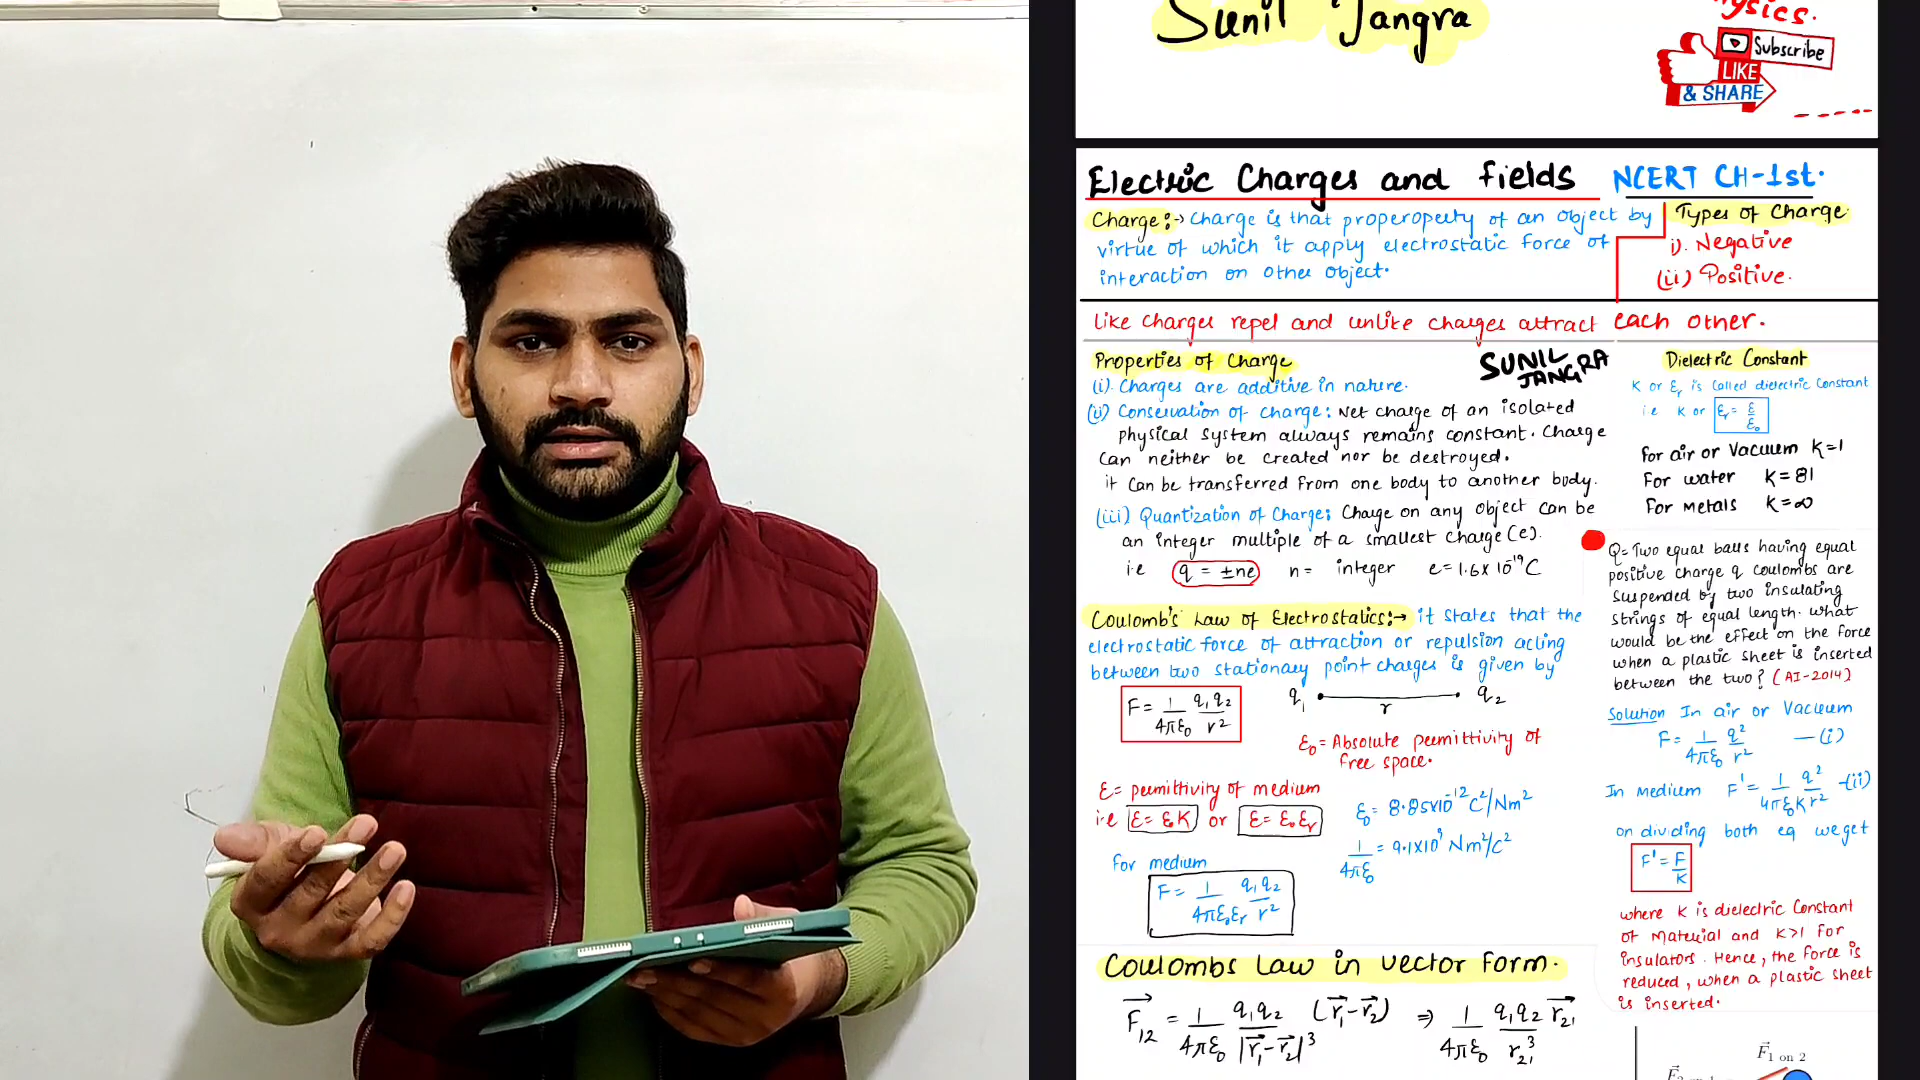 Sunil Jangra
ysics.
Subscribe
LIKE
& SHARE
Electric Charges and fields NCERT CH-1st.
Charge:→ Charge is that properopeety of an object by
virtue of which it apply electrostatic force of
interaction on other object.
Types of Charge
i). Negative
(ii) Positive.
Like Charges repel and unlike charges attract each other.
Properties of Charge
SUNIL
JANGRA
(i). Charges are additive in nature.
(ii) Conservation of charge: Net charge of an isolated
physical system always remains constant. Charge
Can neither be created nor be destroyed.
it Can be transferred from one body to another body.
(iii) Quantization of Charge: Charge on any object can be
an integer multiple of a smallest charge (e).
i.e q = ±ne n = integer e = 1.6x10⁻¹⁹C
Dielectric Constant
K or εr is called dielectric Constant
i.e K or εr = ε/ε₀
for air or Vacuum K=1
For water K = 81
For metals K=∞
Coulomb's Law of Electrostatics:→ it states that the
electrostatic force of attraction or repulsion acting
between two stationary point charges is given by
F = 1/4πε₀ q₁q₂/r²
q₁ r q₂
ε₀ = Absolute permittivity of
free space.
ε = permittivity of medium
i.e ε = ε₀K or ε = ε₀εr
ε₀ = 8.85x10⁻¹² C²/Nm²
1/4πε₀ = 9.1x10⁹ Nm²/C²
for medium
F = 1/4πε₀εr q₁q₂/r²
Q= Two equal balls having equal
positive charge q coulombs are
suspended by two insulating
strings of equal length. what
would be the effect on the force
when a plastic sheet is inserted
between the two? (AI-2014)
Solution In air or Vacuum
F = 1/4πε₀ q²/r² —(i)
In Medium F' = 1/4πε₀K q²/r² -(ii)
on dividing both eq we get
F' = F/K
where K is dielectric Constant
of Material and K>1 for
insulators. Hence, the force is
reduced, when a plastic sheet
is inserted.
Coulombs Law in vector form.
F⃗₁₂ = 1/4πε₀ q₁q₂/|r⃗₁-r⃗₂|³ (r⃗₁-r⃗₂) ⇒ 1/4πε₀ q₁q₂/r₂₁³ r⃗₂₁
F⃗₁ on 2